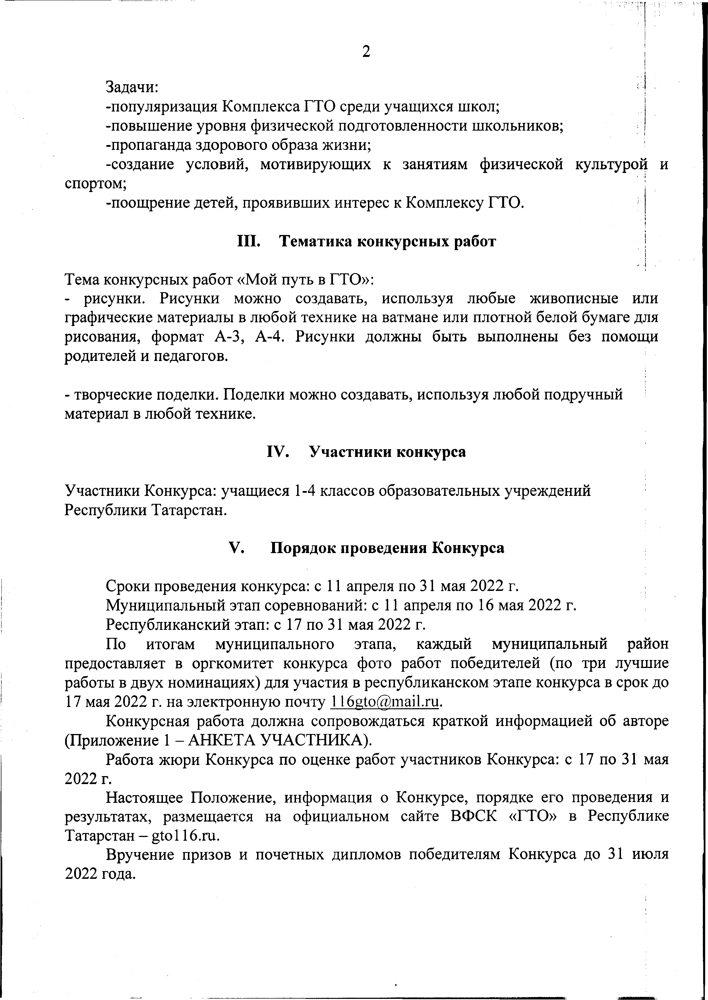 2
Задачи:
-популяризация Комплекса ГТО среди учащихся школ;
-повышение уровня физической подготовленности школьников;
-пропаганда здорового образа жизни;
-создание условий, мотивирующих к занятиям физической культурой и
спортом;
-поощрение детей, проявивших интерес к Комплексу ГТО.
III. Тематика конкурсных работ
Тема конкурсных работ «Мой путь в ГТО»:
- рисунки. Рисунки можно создавать, используя любые живописные или
графические материалы в любой технике на ватмане или плотной белой бумаге для
рисования, формат А-3, А-4. Рисунки должны быть выполнены без помощи
родителей и педагогов.
- творческие поделки. Поделки можно создавать, используя любой подручный
материал в любой технике.
IV. Участники конкурса
Участники Конкурса: учащиеся 1-4 классов образовательных учреждений
Республики Татарстан.
V. Порядок проведения Конкурса
Сроки проведения конкурса: с 11 апреля по 31 мая 2022 г.
Муниципальный этап соревнований: с 11 апреля по 16 мая 2022 г.
Республиканский этап: с 17 по 31 мая 2022 г.
По итогам муниципального этапа, каждый муниципальный район
предоставляет в оргкомитет конкурса фото работ победителей (по три лучшие
работы в двух номинациях) для участия в республиканском этапе конкурса в срок до
17 мая 2022 г. на электронную почту 116gto@mail.ru.
Конкурсная работа должна сопровождаться краткой информацией об авторе
(Приложение 1 – АНКЕТА УЧАСТНИКА).
Работа жюри Конкурса по оценке работ участников Конкурса: с 17 по 31 мая
2022 г.
Настоящее Положение, информация о Конкурсе, порядке его проведения и
результатах, размещается на официальном сайте ВФСК «ГТО» в Республике
Татарстан – gto116.ru.
Вручение призов и почетных дипломов победителям Конкурса до 31 июля
2022 года.